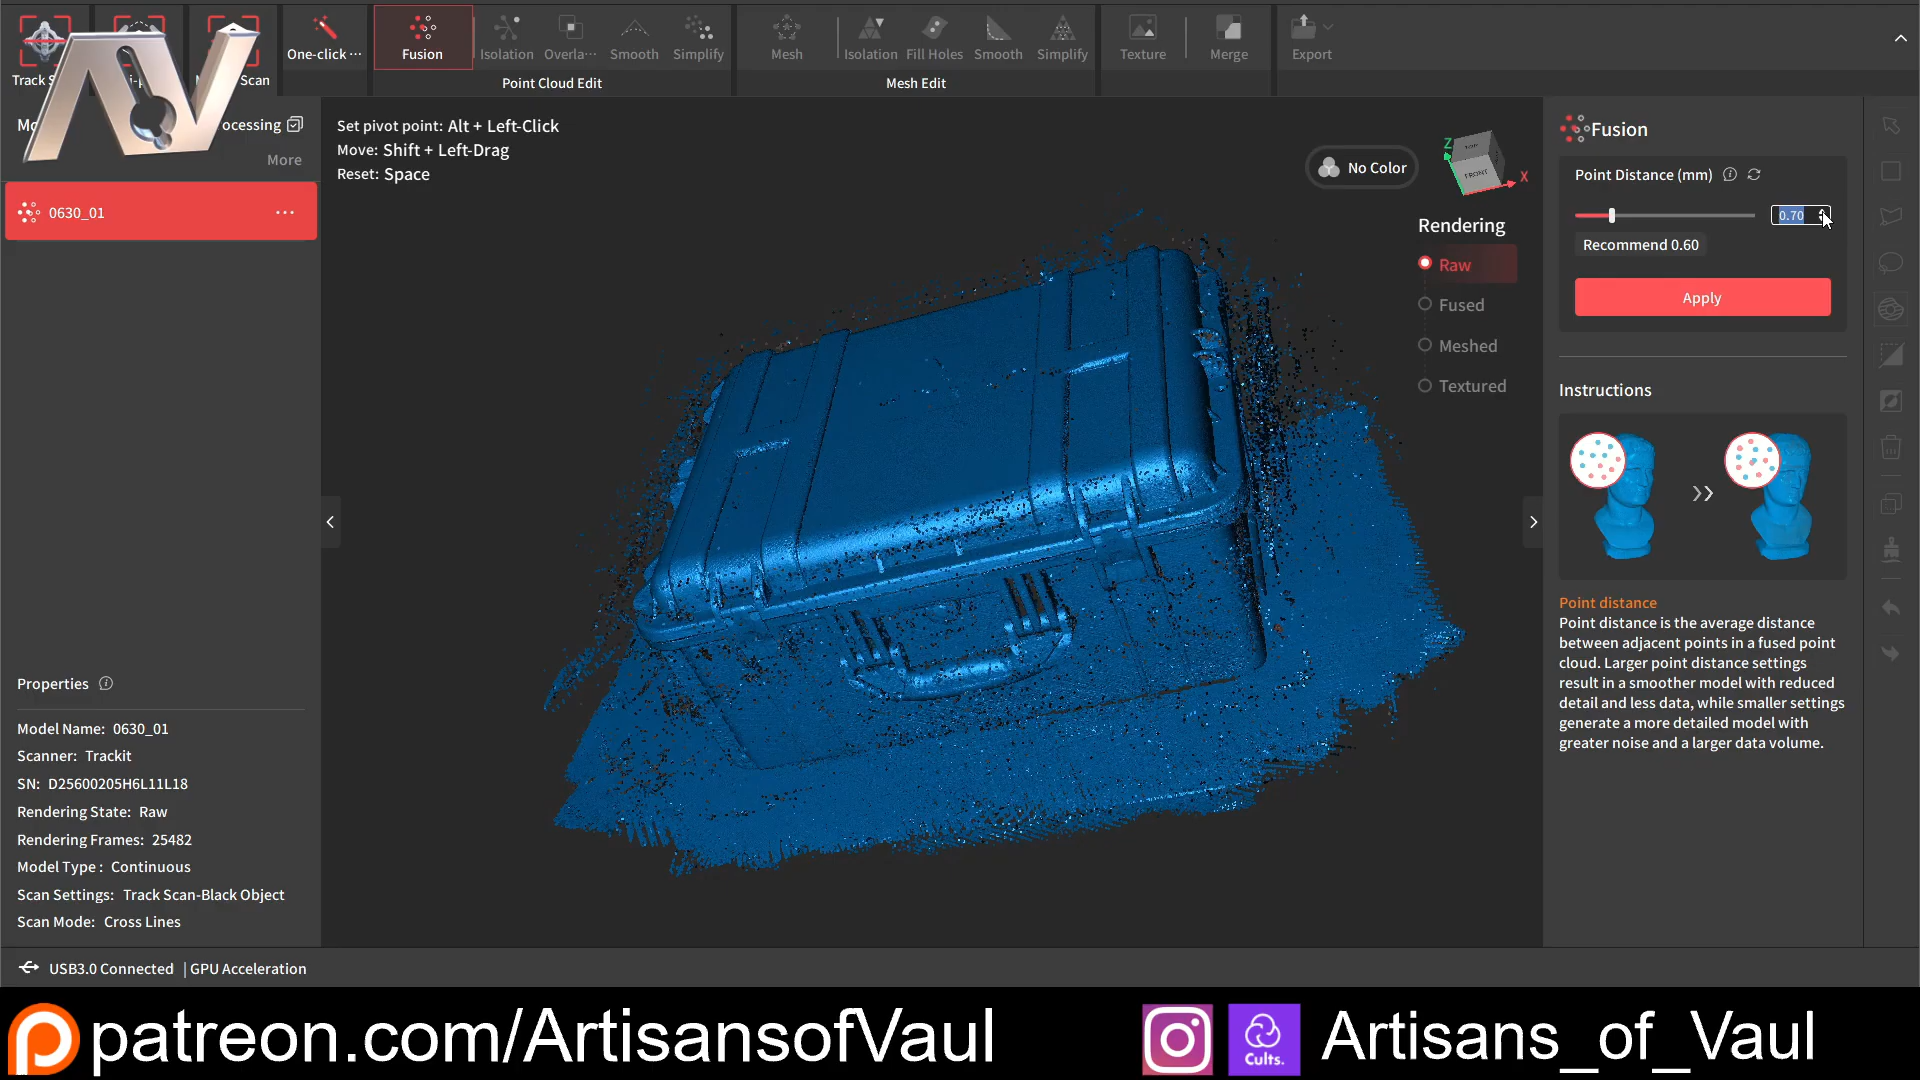 Track S
Scan
One-click ···
Fusion
Isolation
Overla···
Smooth
Simplify
Point Cloud Edit
Mesh
Isolation
Fill Holes
Smooth
Simplify
Mesh Edit
Texture
Merge
Export
ocessing
More
0630_01
Set pivot point: Alt + Left-Click
Move: Shift + Left-Drag
Reset: Space
No Color
Z
FRONT
X
Rendering
Raw
Fused
Meshed
Textured
Fusion
Point Distance (mm)
0.70
Recommend 0.60
Apply
Instructions
Point distance
Point distance is the average distance
between adjacent points in a fused point
cloud. Larger point distance settings
result in a smoother model with reduced
detail and less data, while smaller settings
generate a more detailed model with
greater noise and a larger data volume.
Properties
Model Name: 0630_01
Scanner: Trackit
SN: D25600205H6L11L18
Rendering State: Raw
Rendering Frames: 25482
Model Type : Continuous
Scan Settings: Track Scan-Black Object
Scan Mode: Cross Lines
USB3.0 Connected | GPU Acceleration
patreon.com/ArtisansofVaul
Cults.
Artisans_of_Vaul